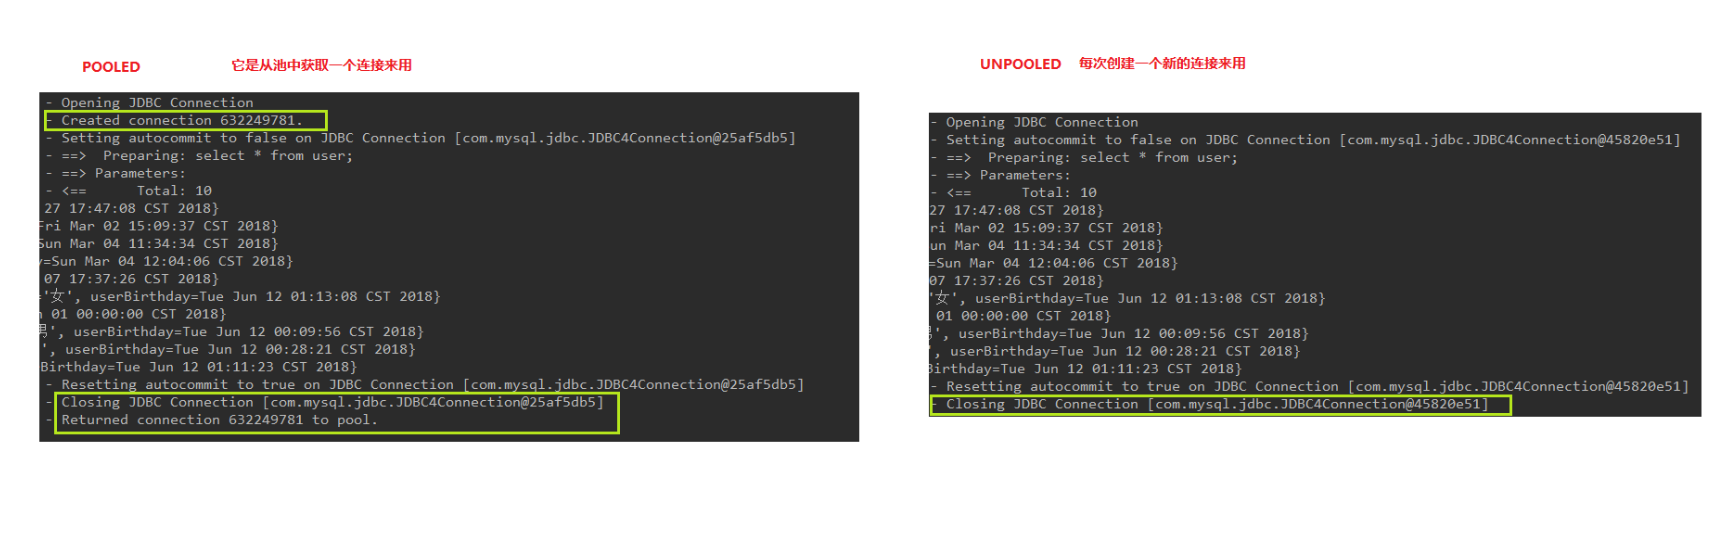 POOLED 它是从池中获取一个连接来用
- Opening JDBC Connection
- Created connection 632249781.
- Setting autocommit to false on JDBC Connection [com.mysql.jdbc.JDBC4Connection@25af5db5]
- ==>  Preparing: select * from user;
- ==> Parameters:
- <==      Total: 10
27 17:47:08 CST 2018}
Fri Mar 02 15:09:37 CST 2018}
Sun Mar 04 11:34:34 CST 2018}
=Sun Mar 04 12:04:06 CST 2018}
07 17:37:26 CST 2018}
'女', userBirthday=Tue Jun 12 01:13:08 CST 2018}
01 00:00:00 CST 2018}
男', userBirthday=Tue Jun 12 00:09:56 CST 2018}
', userBirthday=Tue Jun 12 00:28:21 CST 2018}
Birthday=Tue Jun 12 01:11:23 CST 2018}
- Resetting autocommit to true on JDBC Connection [com.mysql.jdbc.JDBC4Connection@25af5db5]
- Closing JDBC Connection [com.mysql.jdbc.JDBC4Connection@25af5db5]
- Returned connection 632249781 to pool.
UNPOOLED 每次创建一个新的连接来用
- Opening JDBC Connection
- Setting autocommit to false on JDBC Connection [com.mysql.jdbc.JDBC4Connection@45820e51]
- ==>  Preparing: select * from user;
- ==> Parameters:
- <==      Total: 10
27 17:47:08 CST 2018}
ri Mar 02 15:09:37 CST 2018}
un Mar 04 11:34:34 CST 2018}
=Sun Mar 04 12:04:06 CST 2018}
07 17:37:26 CST 2018}
'女', userBirthday=Tue Jun 12 01:13:08 CST 2018}
01 00:00:00 CST 2018}
', userBirthday=Tue Jun 12 00:09:56 CST 2018}
', userBirthday=Tue Jun 12 00:28:21 CST 2018}
Birthday=Tue Jun 12 01:11:23 CST 2018}
- Resetting autocommit to true on JDBC Connection [com.mysql.jdbc.JDBC4Connection@45820e51]
- Closing JDBC Connection [com.mysql.jdbc.JDBC4Connection@45820e51]